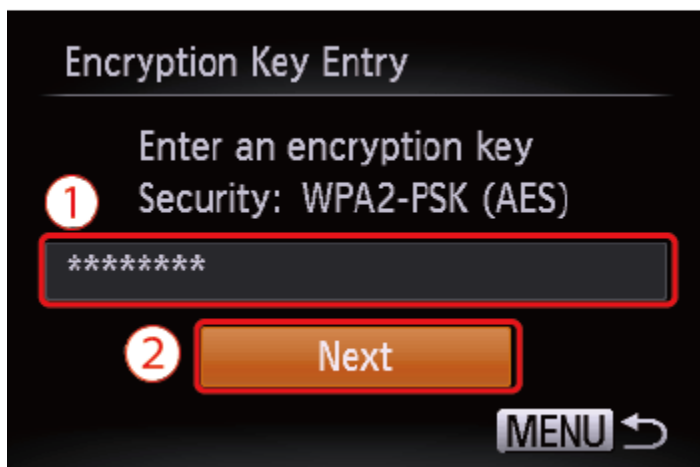 Encryption Key Entry
Enter an encryption key
1
Security: WPA2-PSK (AES)
********
2 Next
MENU